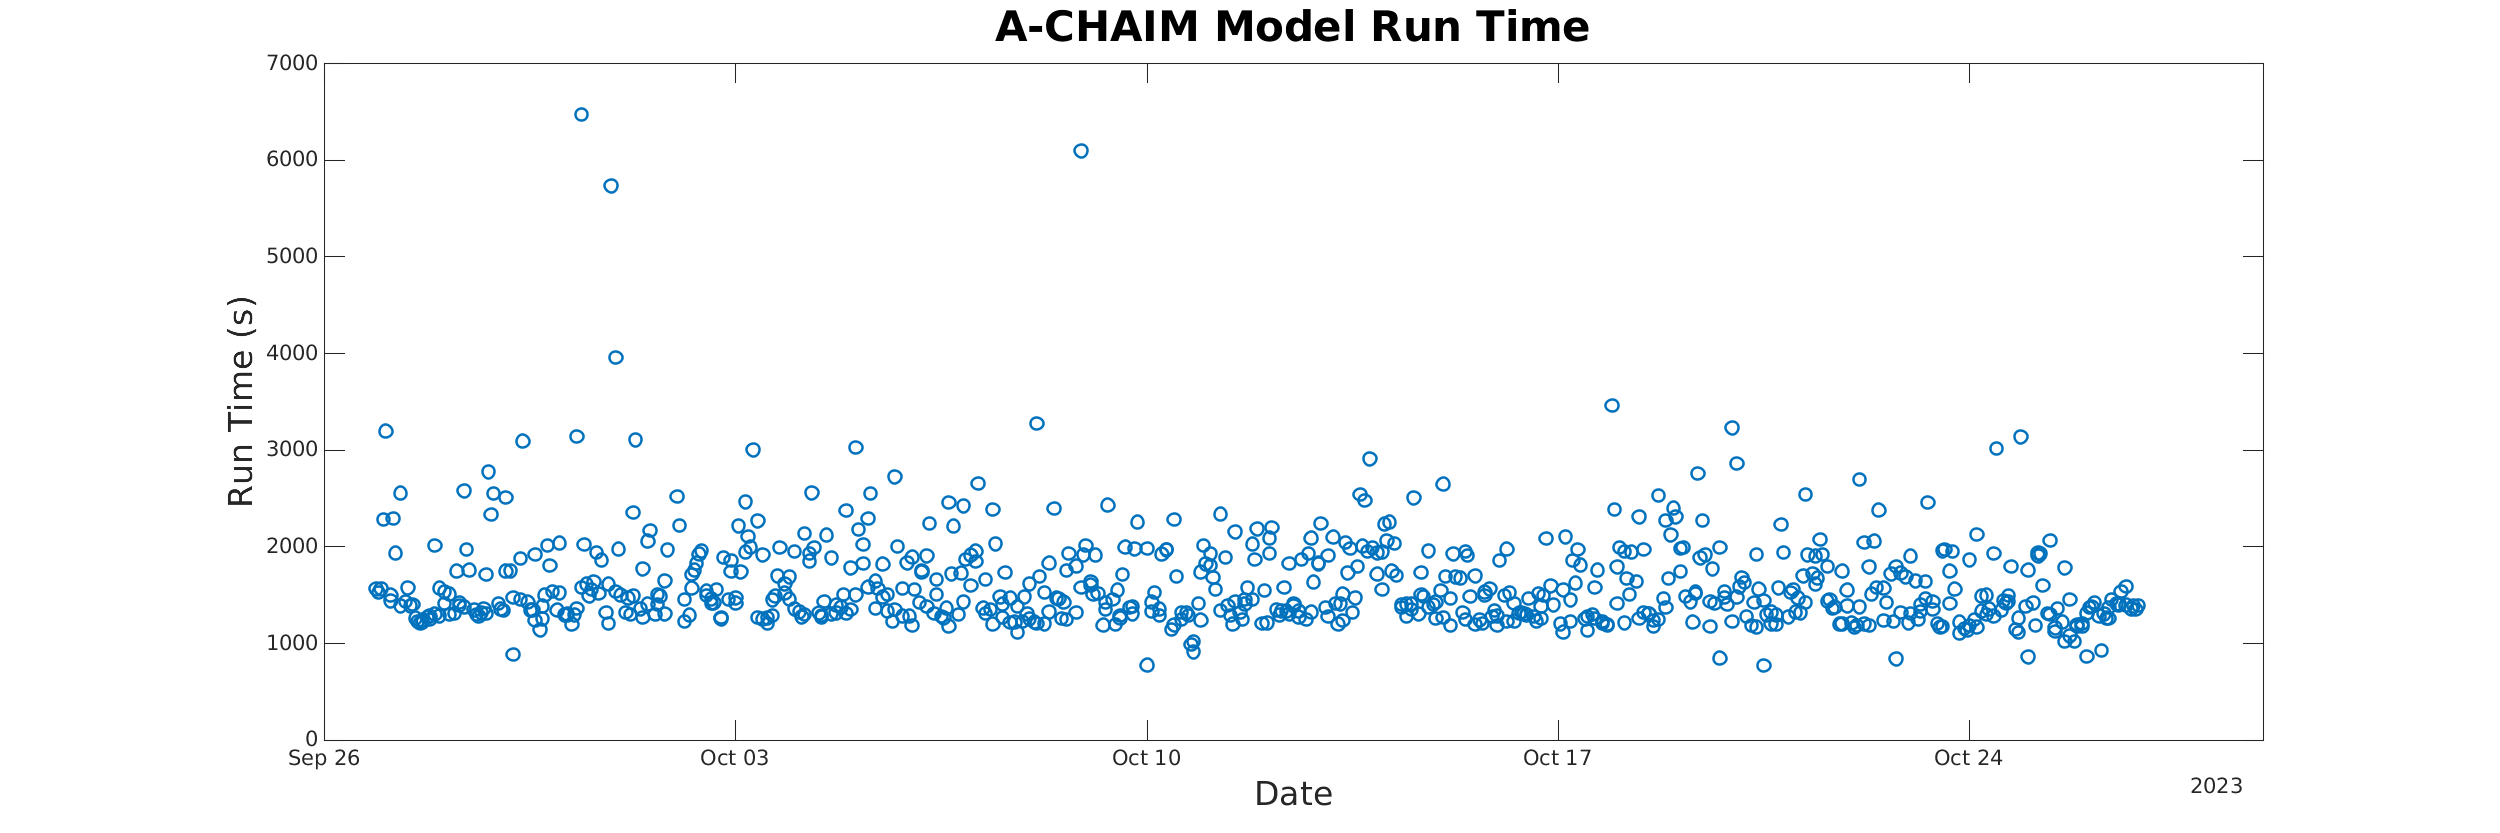 A-CHAIM Model Run Time
7000
6000
5000
4000
3000
2000
1000
0
Run Time (s)
Sep 26 Oct 03 Oct 10 Oct 17 Oct 24
2023
Date